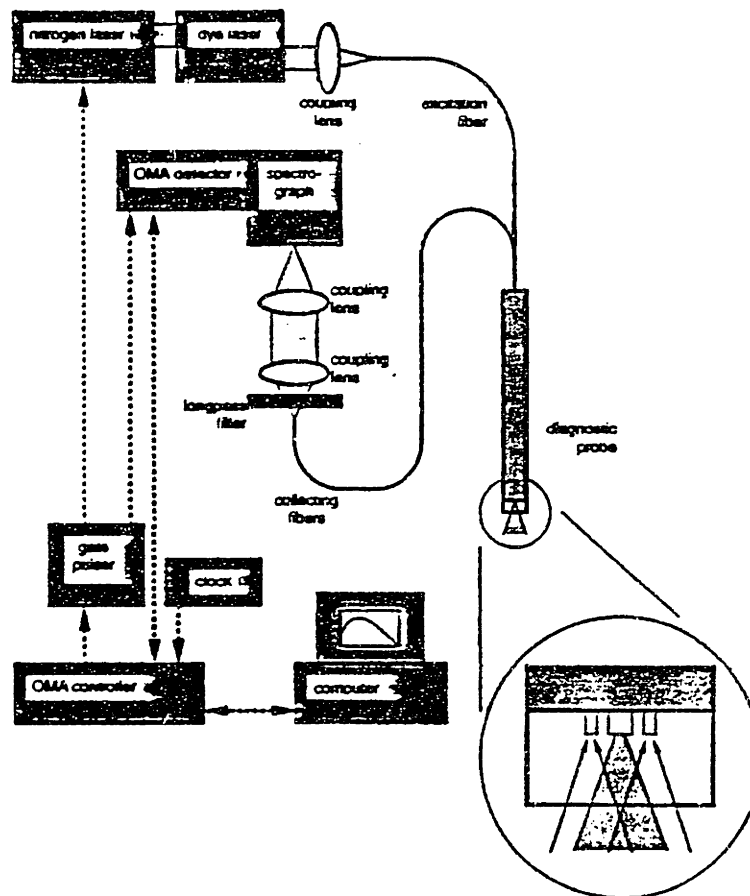 nitrogen laser
dye laser
coupling
lens
excitation
fiber
OMA detector
spectro-
graph
coupling
lens
coupling
lens
longpass
filter
diagnostic
probe
collecting
fibers
gate
pulser
clock
OMA controller
computer